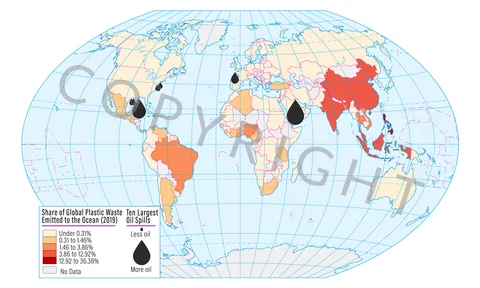 COPYRIGHT
Share of Global Plastic Waste
Emitted to the Ocean (2019)
Under 0.31%
0.31 to 1.46%
1.46 to 3.86%
3.86 to 12.92%
12.92 to 36.38%
No Data
Ten Largest
Oil Spills
Less oil
More oil